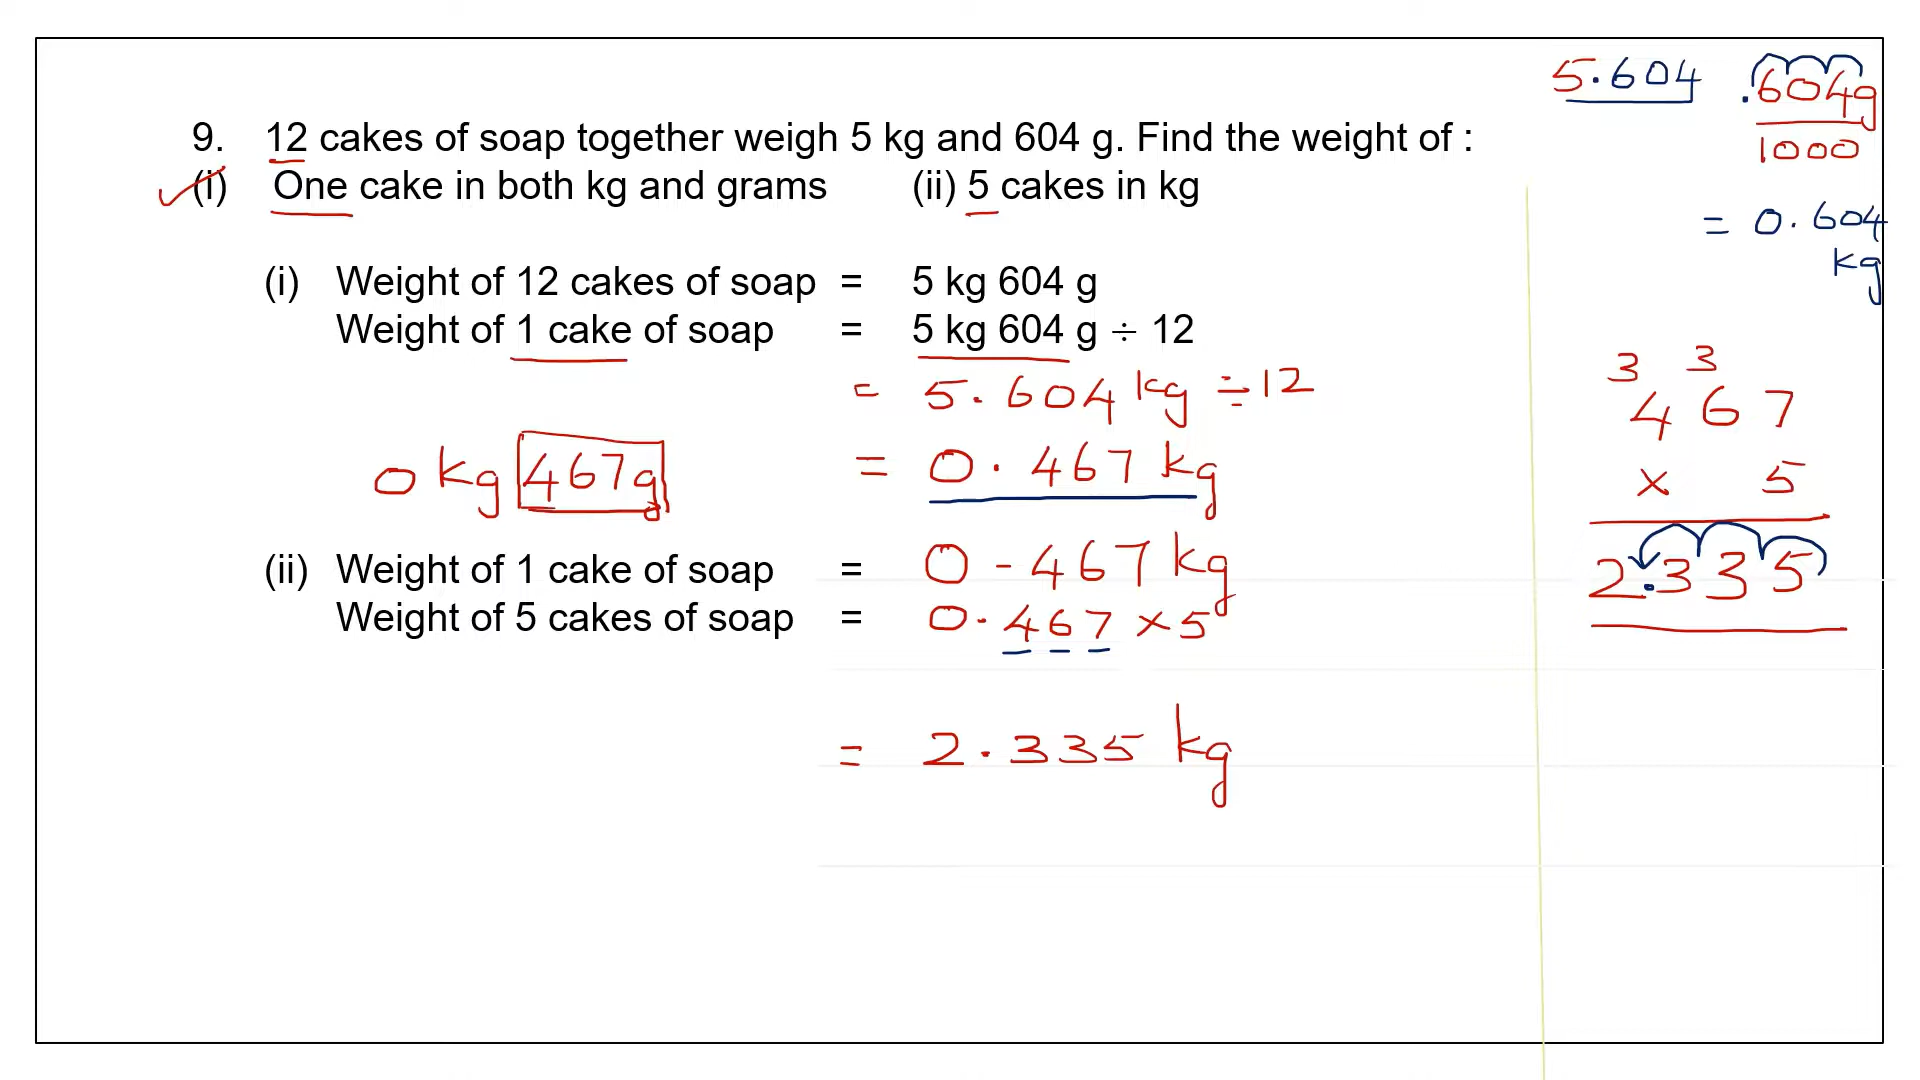 9. 12 cakes of soap together weigh 5 kg and 604 g. Find the weight of :
(i) One cake in both kg and grams (ii) 5 cakes in kg
(i) Weight of 12 cakes of soap = 5 kg 604 g
Weight of 1 cake of soap = 5 kg 604 g ÷ 12
= 5.604 kg ÷ 12
0 kg 467g = 0.467 kg
(ii) Weight of 1 cake of soap = 0-467 kg
Weight of 5 cakes of soap = 0.467 × 5
= 2.335 kg
5.604 .604g
1000
= 0.604
kg
3 3
467
× 5
2.335